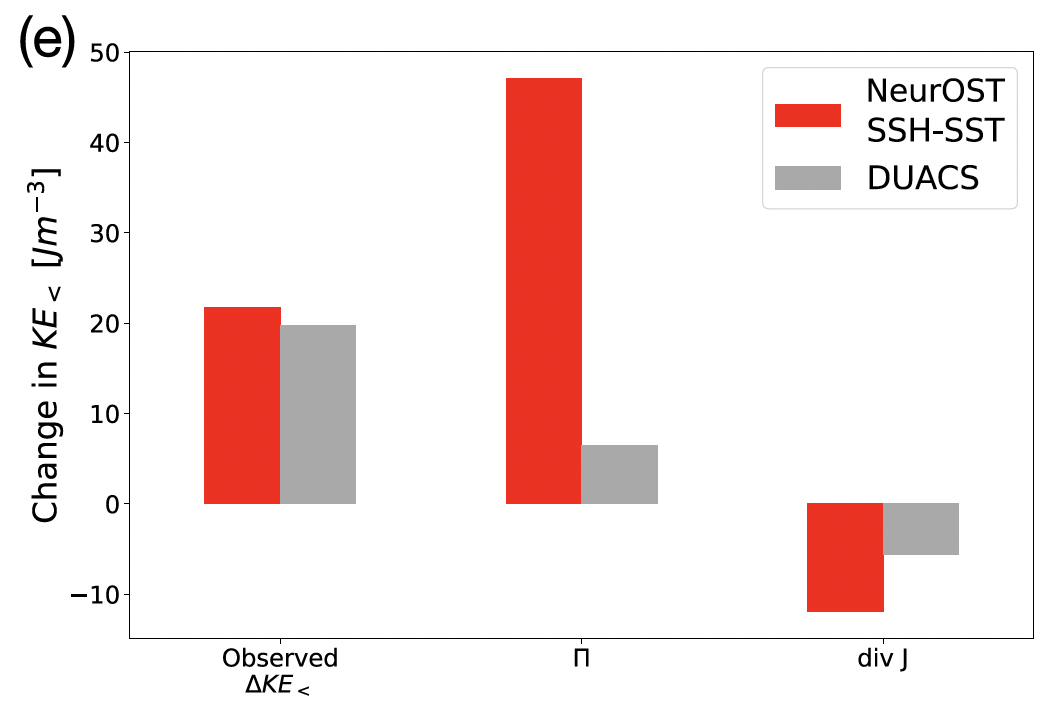 (e)
Change in KE< [Jm⁻³]
50
40
30
20
10
0
−10
NeurOST
SSH-SST
DUACS
Observed
ΔKE<
Π
div J